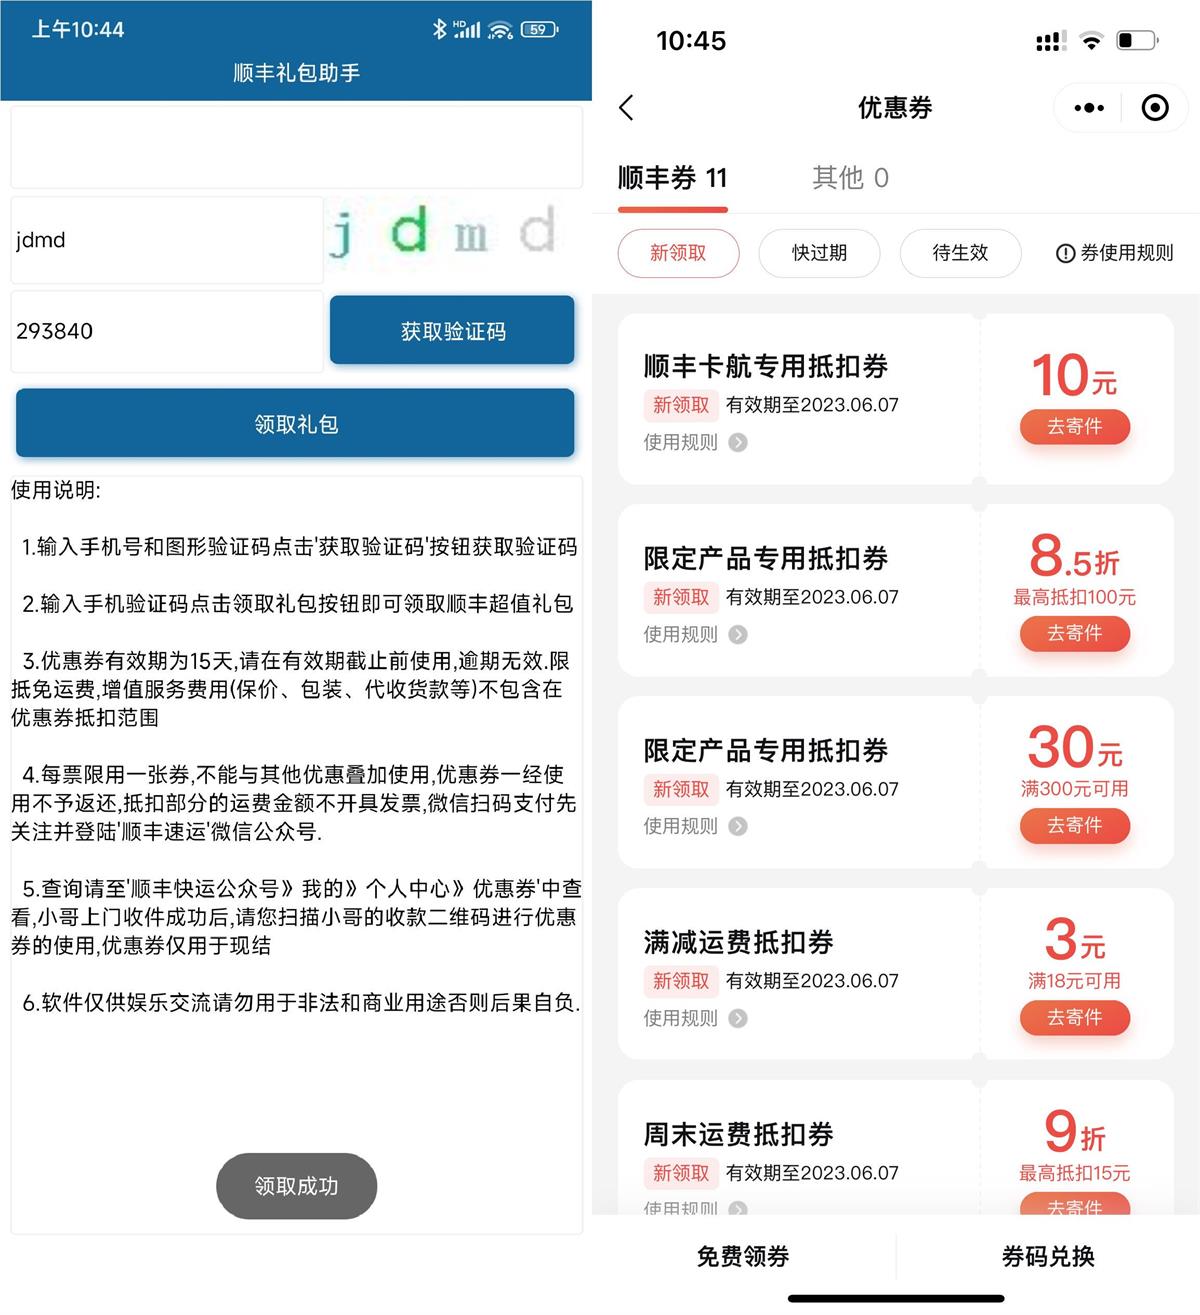 上午10:44
HD
6
59
顺丰礼包助手
jdmd
jdmd
293840
获取验证码
领取礼包
使用说明:
1.输入手机号和图形验证码点击'获取验证码'按钮获取验证码
2.输入手机验证码点击领取礼包按钮即可领取顺丰超值礼包
3.优惠券有效期为15天,请在有效期截止前使用,逾期无效.限
抵免运费,增值服务费用(保价、包装、代收货款等)不包含在
优惠券抵扣范围
4.每票限用一张券,不能与其他优惠叠加使用,优惠券一经使
用不予返还,抵扣部分的运费金额不开具发票,微信扫码支付先
关注并登陆'顺丰速运'微信公众号.
5.查询请至'顺丰快运公众号》我的》个人中心》优惠券'中查
看,小哥上门收件成功后,请您扫描小哥的收款二维码进行优惠
券的使用,优惠券仅用于现结
6.软件仅供娱乐交流请勿用于非法和商业用途否则后果自负.
领取成功
10:45
优惠券
顺丰券 11
其他 0
新领取
快过期
待生效
券使用规则
顺丰卡航专用抵扣券
新领取 有效期至2023.06.07
使用规则
10元
去寄件
限定产品专用抵扣券
新领取 有效期至2023.06.07
使用规则
8.5折
最高抵扣100元
去寄件
限定产品专用抵扣券
新领取 有效期至2023.06.07
使用规则
30元
满300元可用
去寄件
满减运费抵扣券
新领取 有效期至2023.06.07
使用规则
3元
满18元可用
去寄件
周末运费抵扣券
新领取 有效期至2023.06.07
使用规则
9折
最高抵扣15元
去寄件
免费领券
券码兑换